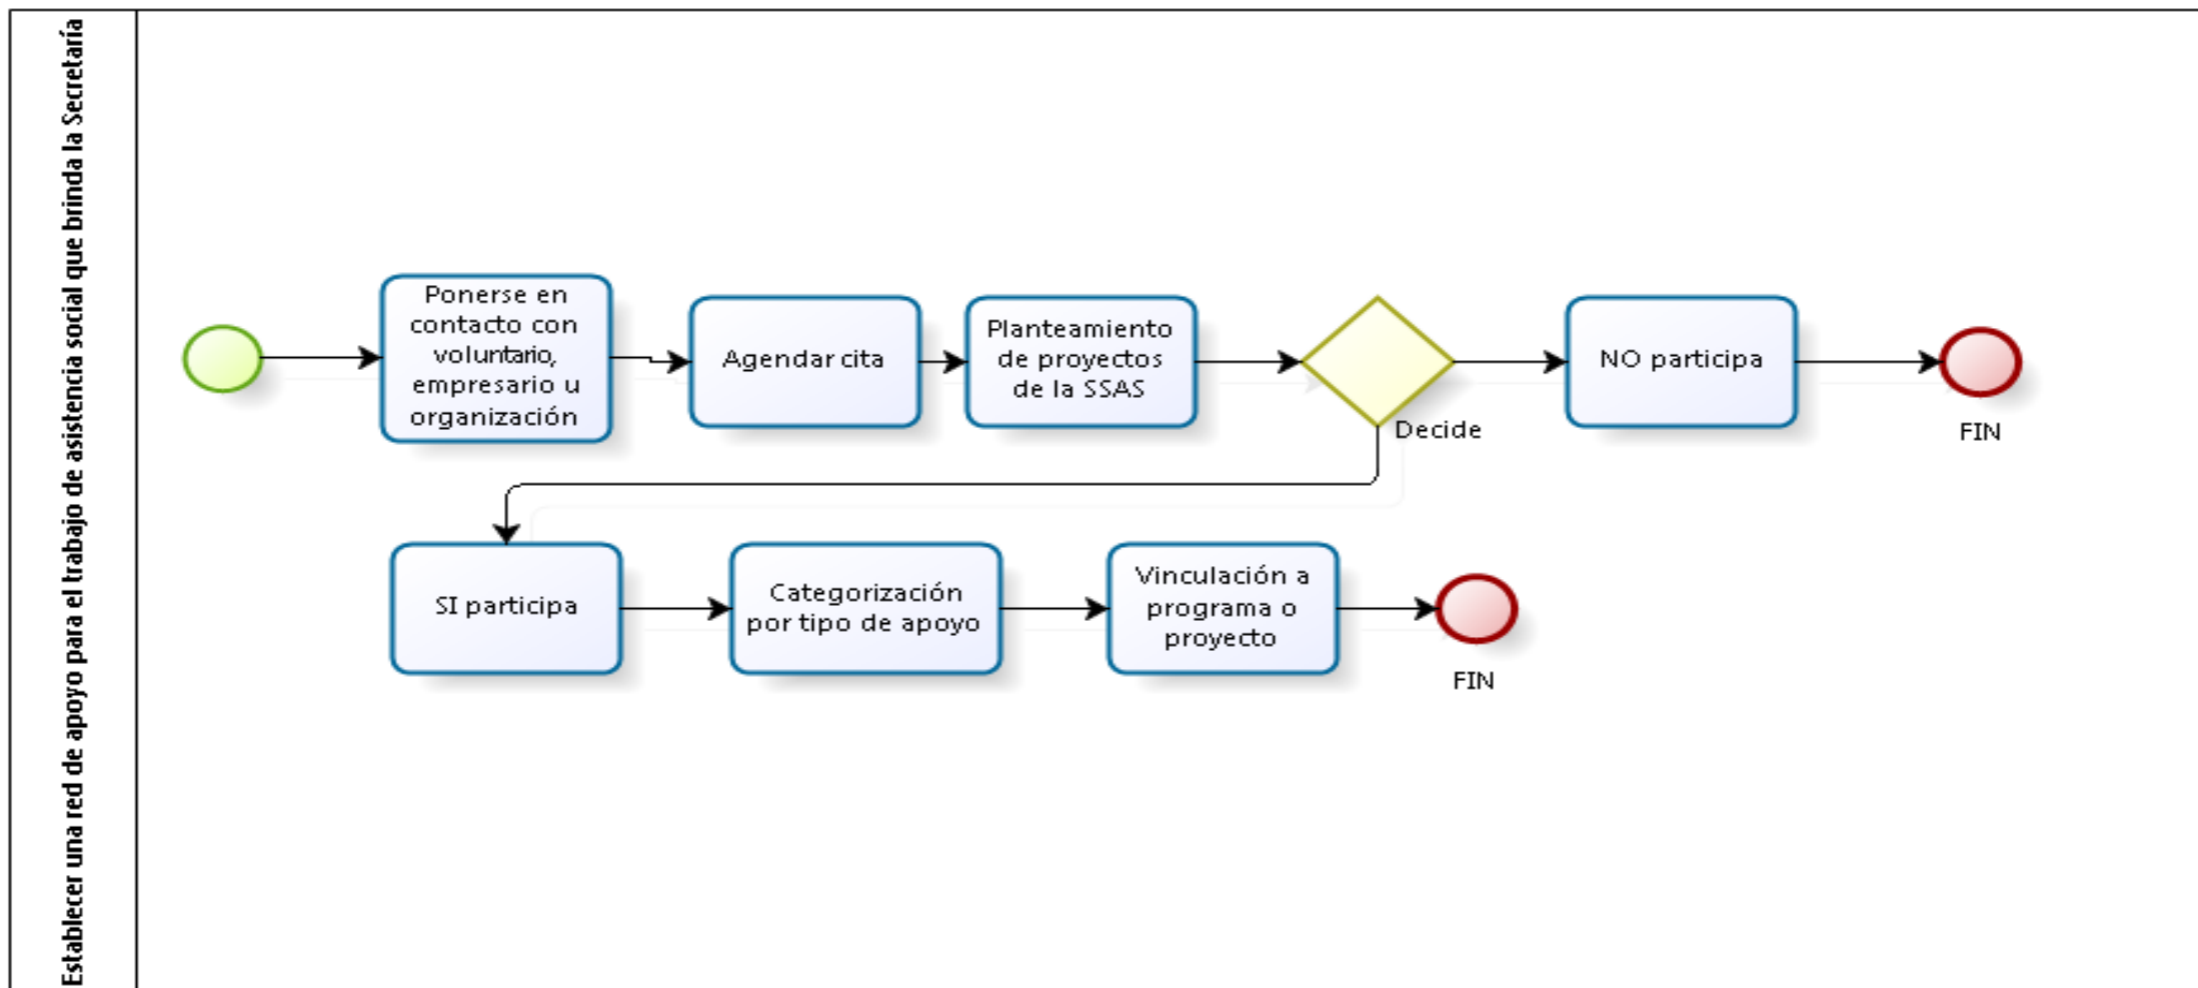 Establecer una red de apoyo para el trabajo de asistencia social que brinda la Secretaría
Ponerse en
contacto con
voluntario,
empresario u
organización
Agendar cita
Planteamiento
de proyectos
de la SSAS
Decide
NO participa
FIN
SI participa
Categorización
por tipo de apoyo
Vinculación a
programa o
proyecto
FIN